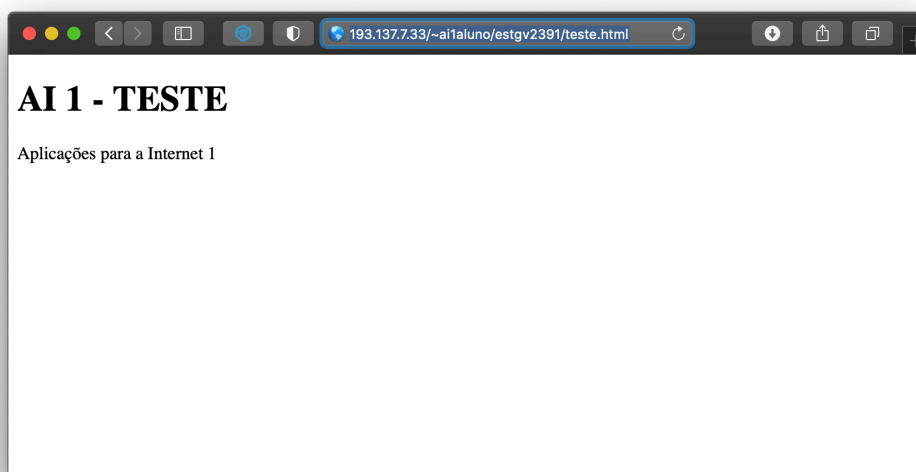 193.137.7.33/~ai1aluno/estgv2391/teste.html
AI 1 - TESTE
Aplicações para a Internet 1